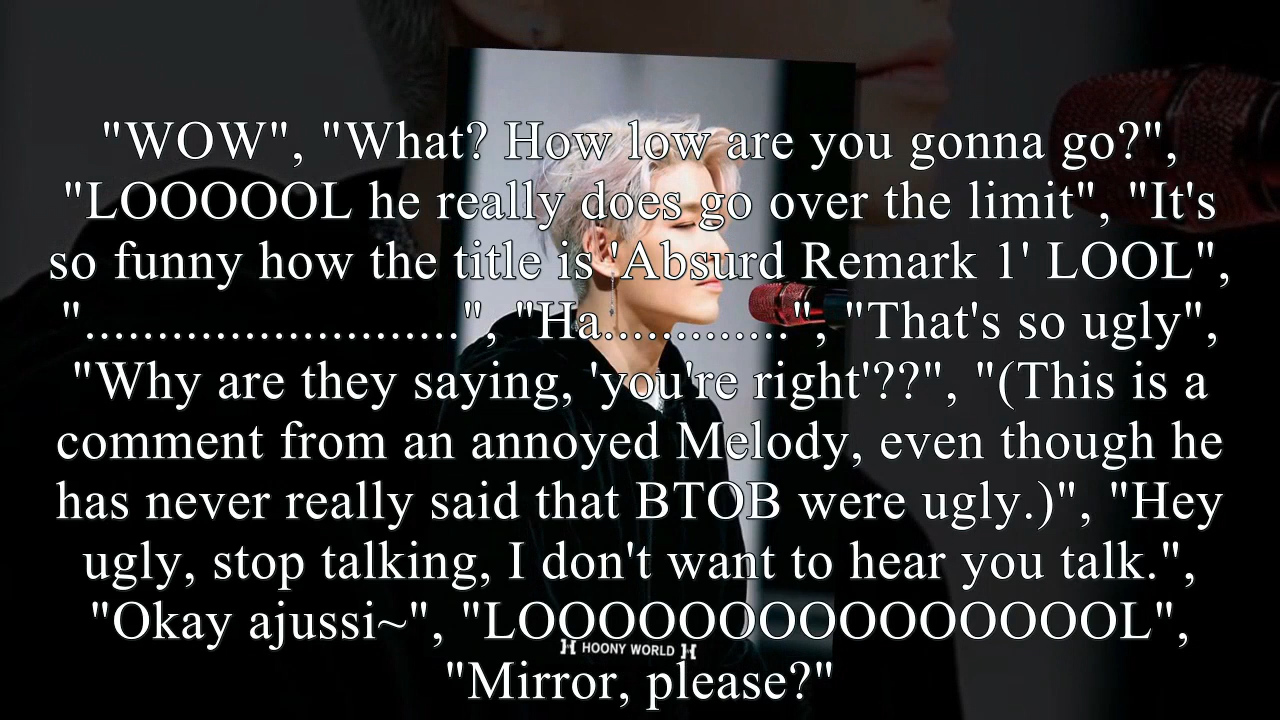 "WOW", "What? How low are you gonna go?",
"LOOOOOL he really does go over the limit", "It's
so funny how the title is 'Absurd Remark 1' LOOL",
"............................", "Ha..............", "That's so ugly",
"Why are they saying, 'you're right'??", "(This is a
comment from an annoyed Melody, even though he
has never really said that BTOB were ugly.)", "Hey
ugly, stop talking, I don't want to hear you talk.",
"Okay ajussi~", "LOOOOOOOOOOOOOOOOL",
HOONY WORLD
"Mirror, please?"